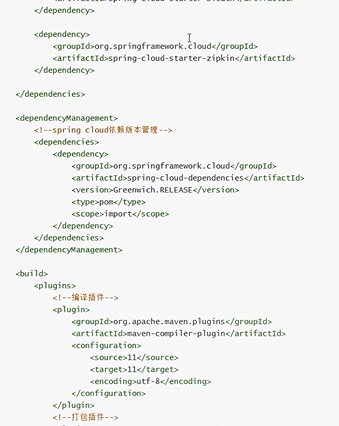 </dependency>
<dependency>
<groupId>org.springframework.cloud</groupId>
<artifactId>spring-cloud-starter-zipkin</artifactId>
</dependency>
</dependencies>
<dependencyManagement>
<!--spring cloud依赖版本管理-->
<dependencies>
<dependency>
<groupId>org.springframework.cloud</groupId>
<artifactId>spring-cloud-dependencies</artifactId>
<version>Greenwich.RELEASE</version>
<type>pom</type>
<scope>import</scope>
</dependency>
</dependencies>
</dependencyManagement>
<build>
<plugins>
<!--编译插件-->
<plugin>
<groupId>org.apache.maven.plugins</groupId>
<artifactId>maven-compiler-plugin</artifactId>
<configuration>
<source>11</source>
<target>11</target>
<encoding>utf-8</encoding>
</configuration>
</plugin>
<!--打包插件-->